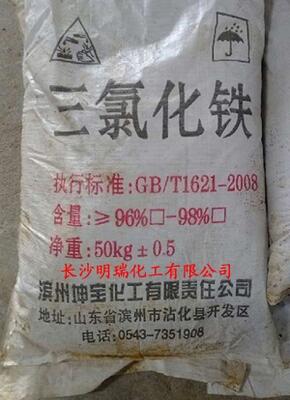 三氯化铁
执行标准:GB/T1621-2008
含量:≥96%□-98%□
净重:50kg±0.5
长沙明瑞化工有限公司
滨州坤宝化工有限责任公司
地址:山东省滨州市沾化县开发区
电话:0543-7351908